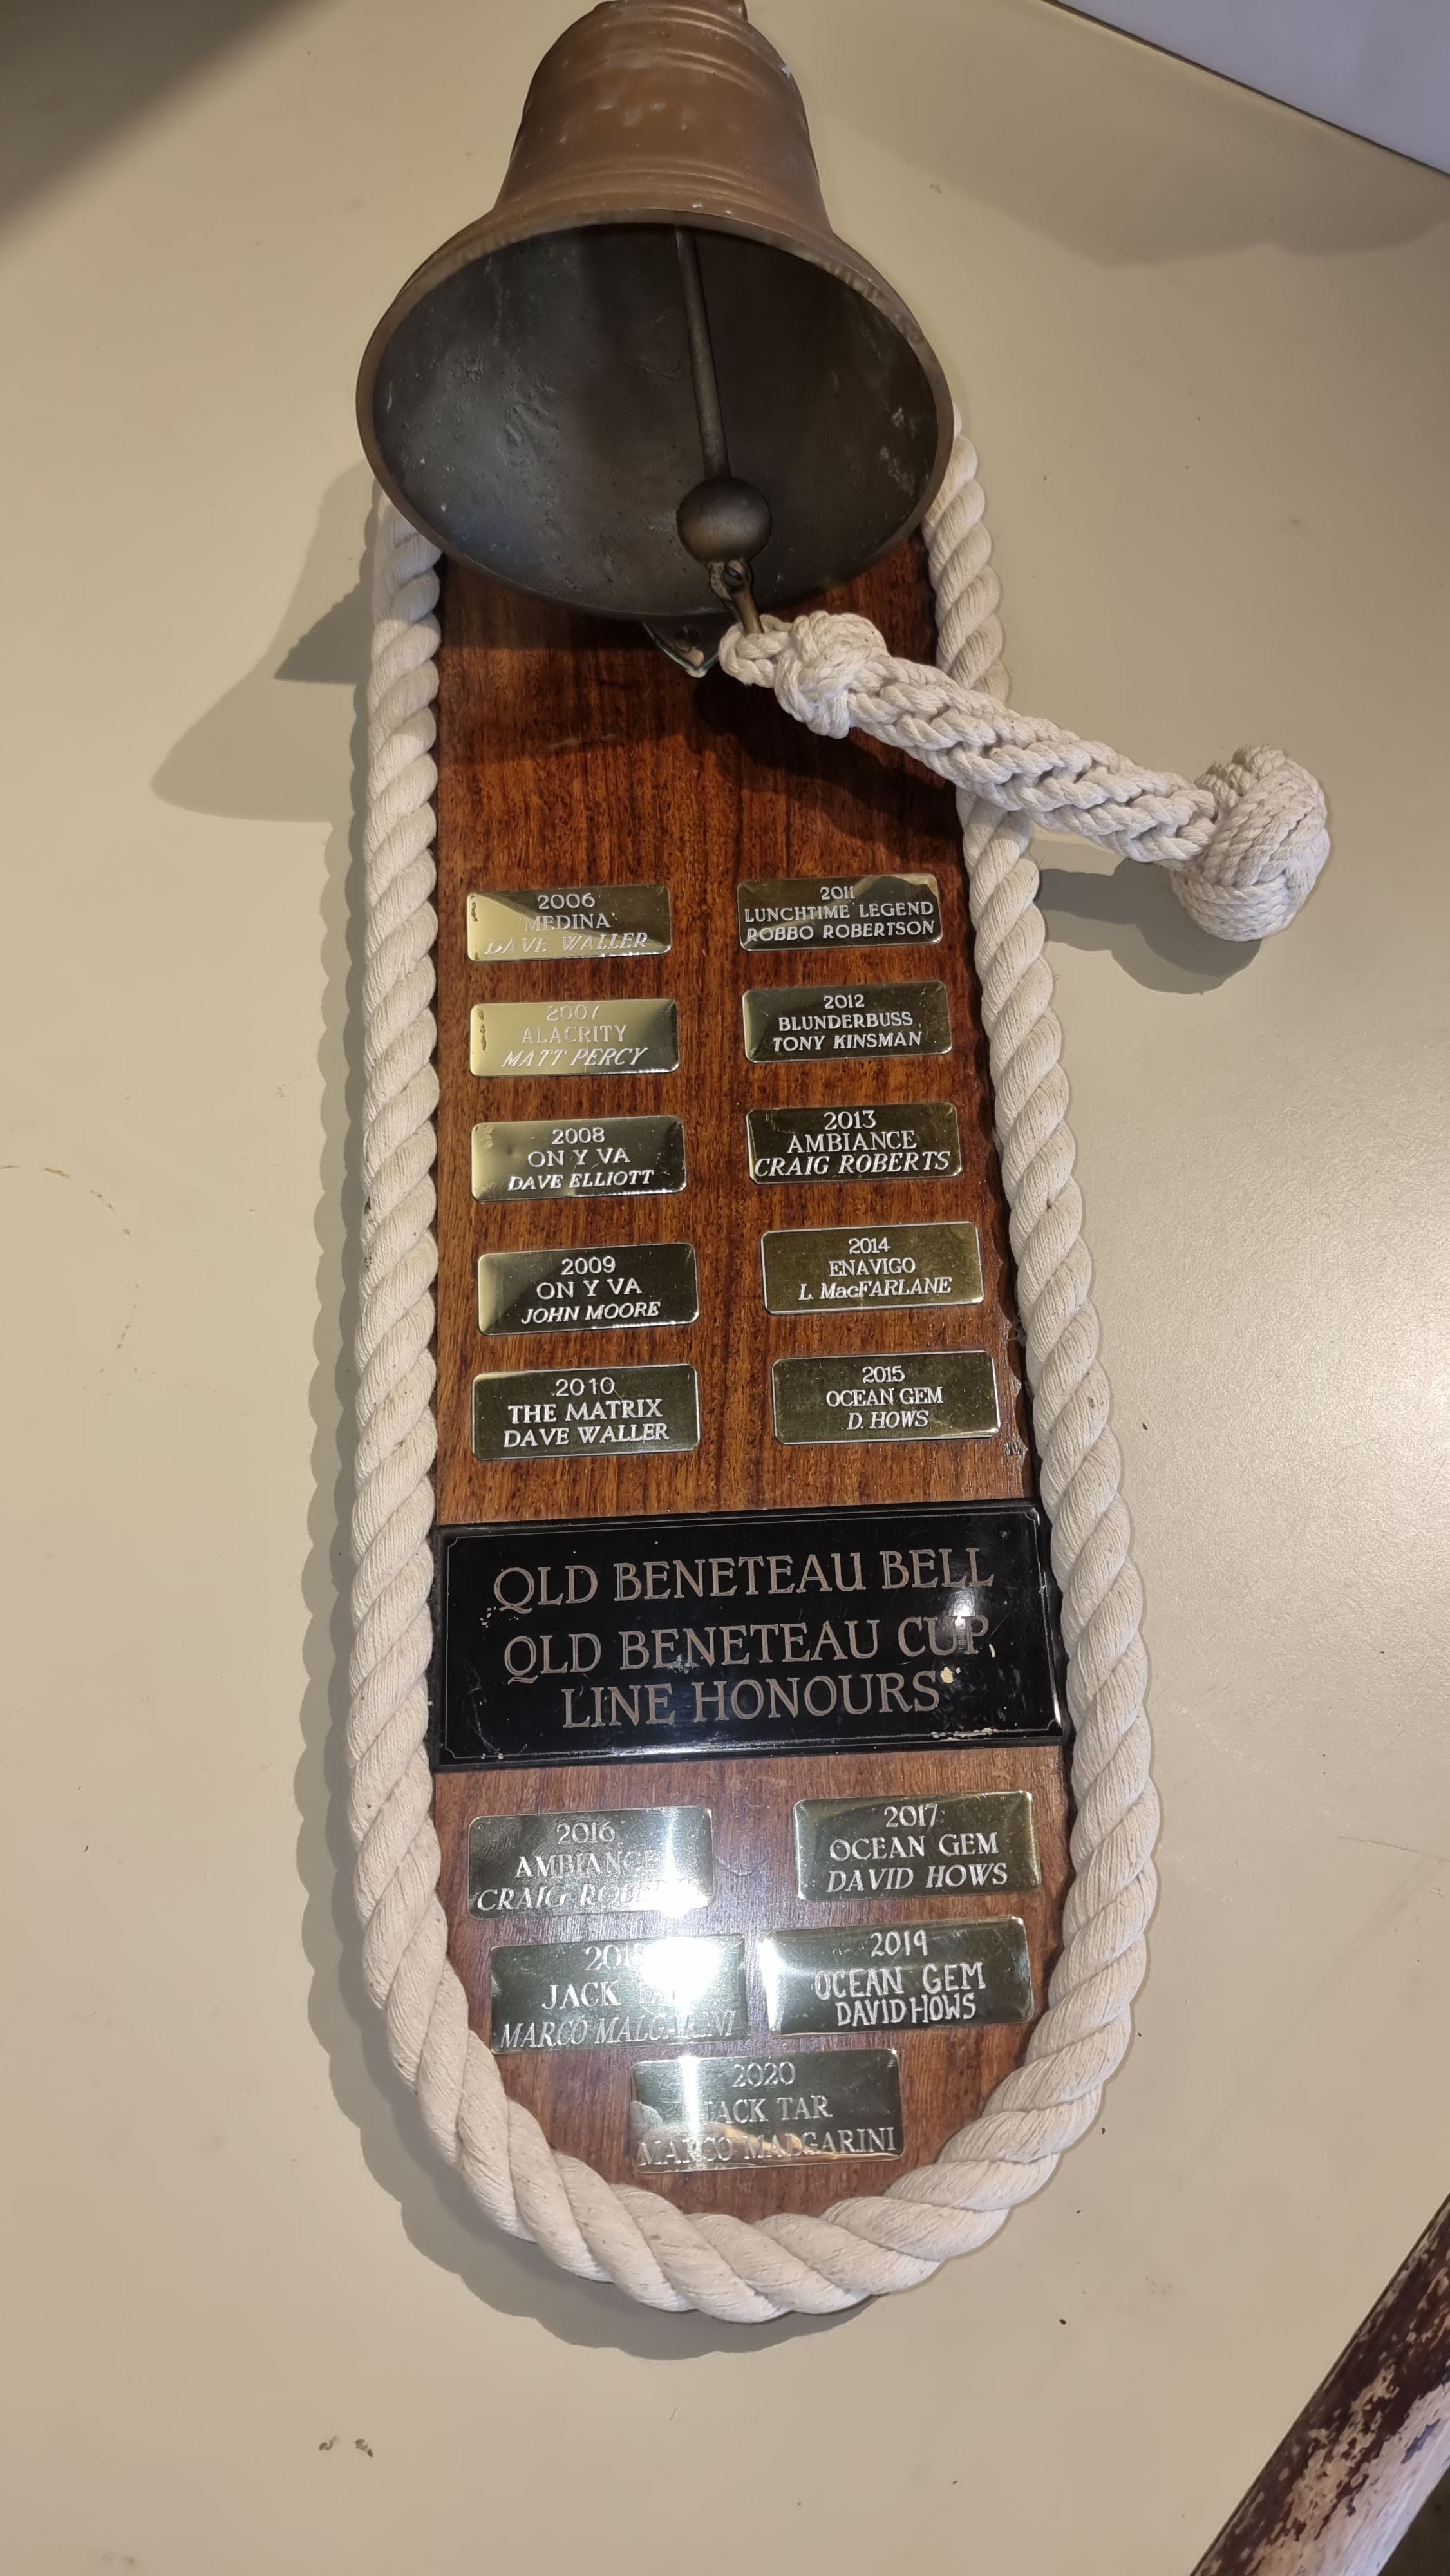 2006
MEDINA
DAVE WALLER
2007
ALACRITY
MATT PERCY
2008
ON Y VA
DAVE ELLIOTT
2009
ON Y VA
JOHN MOORE
2010
THE MATRIX
DAVE WALLER
2011
LUNCHTIME LEGEND
ROBBO ROBERTSON
2012
BLUNDERBUSS
TONY KINSMAN
2013
AMBIANCE
CRAIG ROBERTS
2014
ENAVIGO
L. MacFARLANE
2015
OCEAN GEM
D. HOWS
QLD BENETEAU BELL
QLD BENETEAU CUP
LINE HONOURS
2016
AMBIANCE
CRAIG
2017
OCEAN GEM
DAVID HOWS
JACK
MARCO MALGARINI
2019
OCEAN GEM
DAVID HOWS
2020
JACK TAR
MARCO MALGARINI